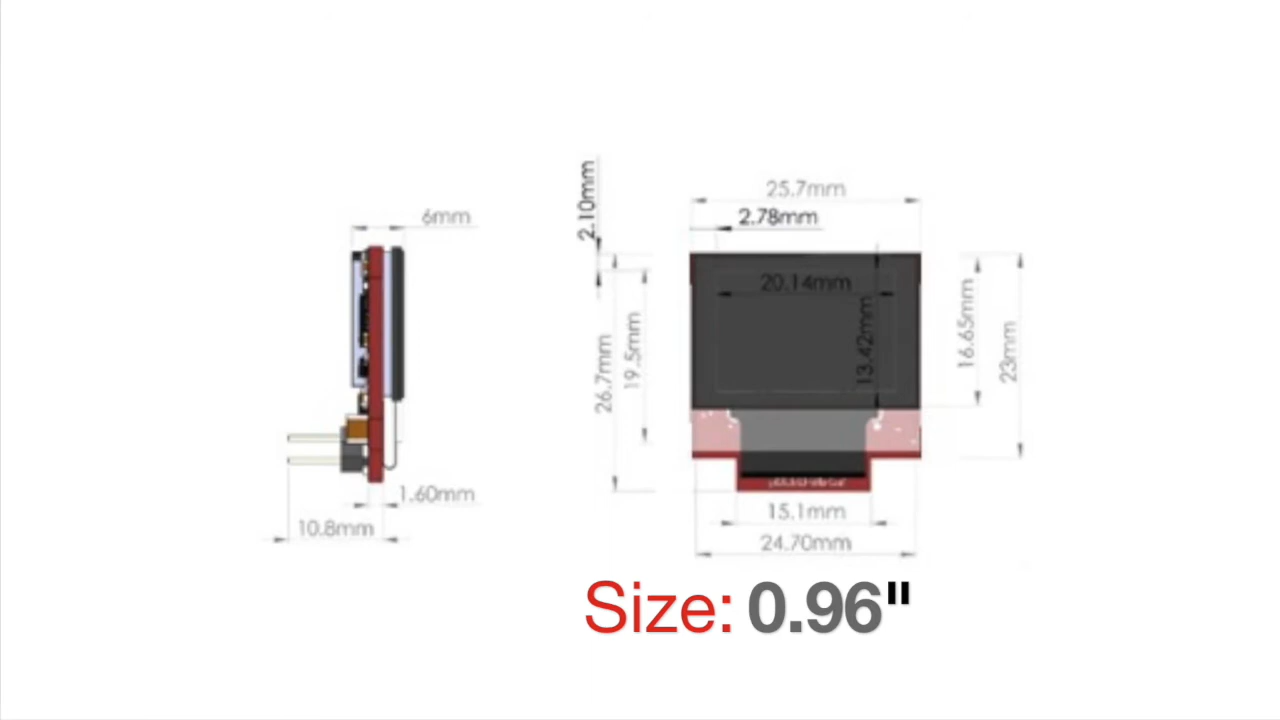 6mm
1.60mm
10.8mm
2.10mm
25.7mm
2.78mm
20.14mm
13.42mm
26.7mm
19.5mm
16.65mm
23mm
15.1mm
24.70mm
Size: 0.96"